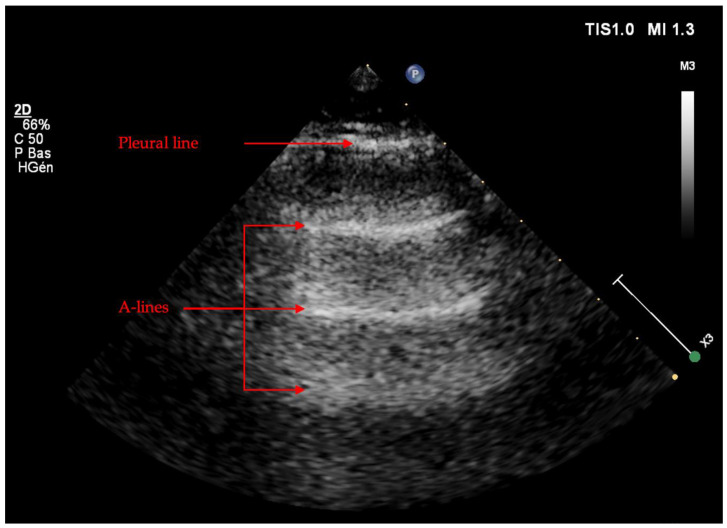 TIS1.0 MI 1.3
P
M3
2D
66%
C 50
P Bas
HGén
Pleural line
A-lines
X3